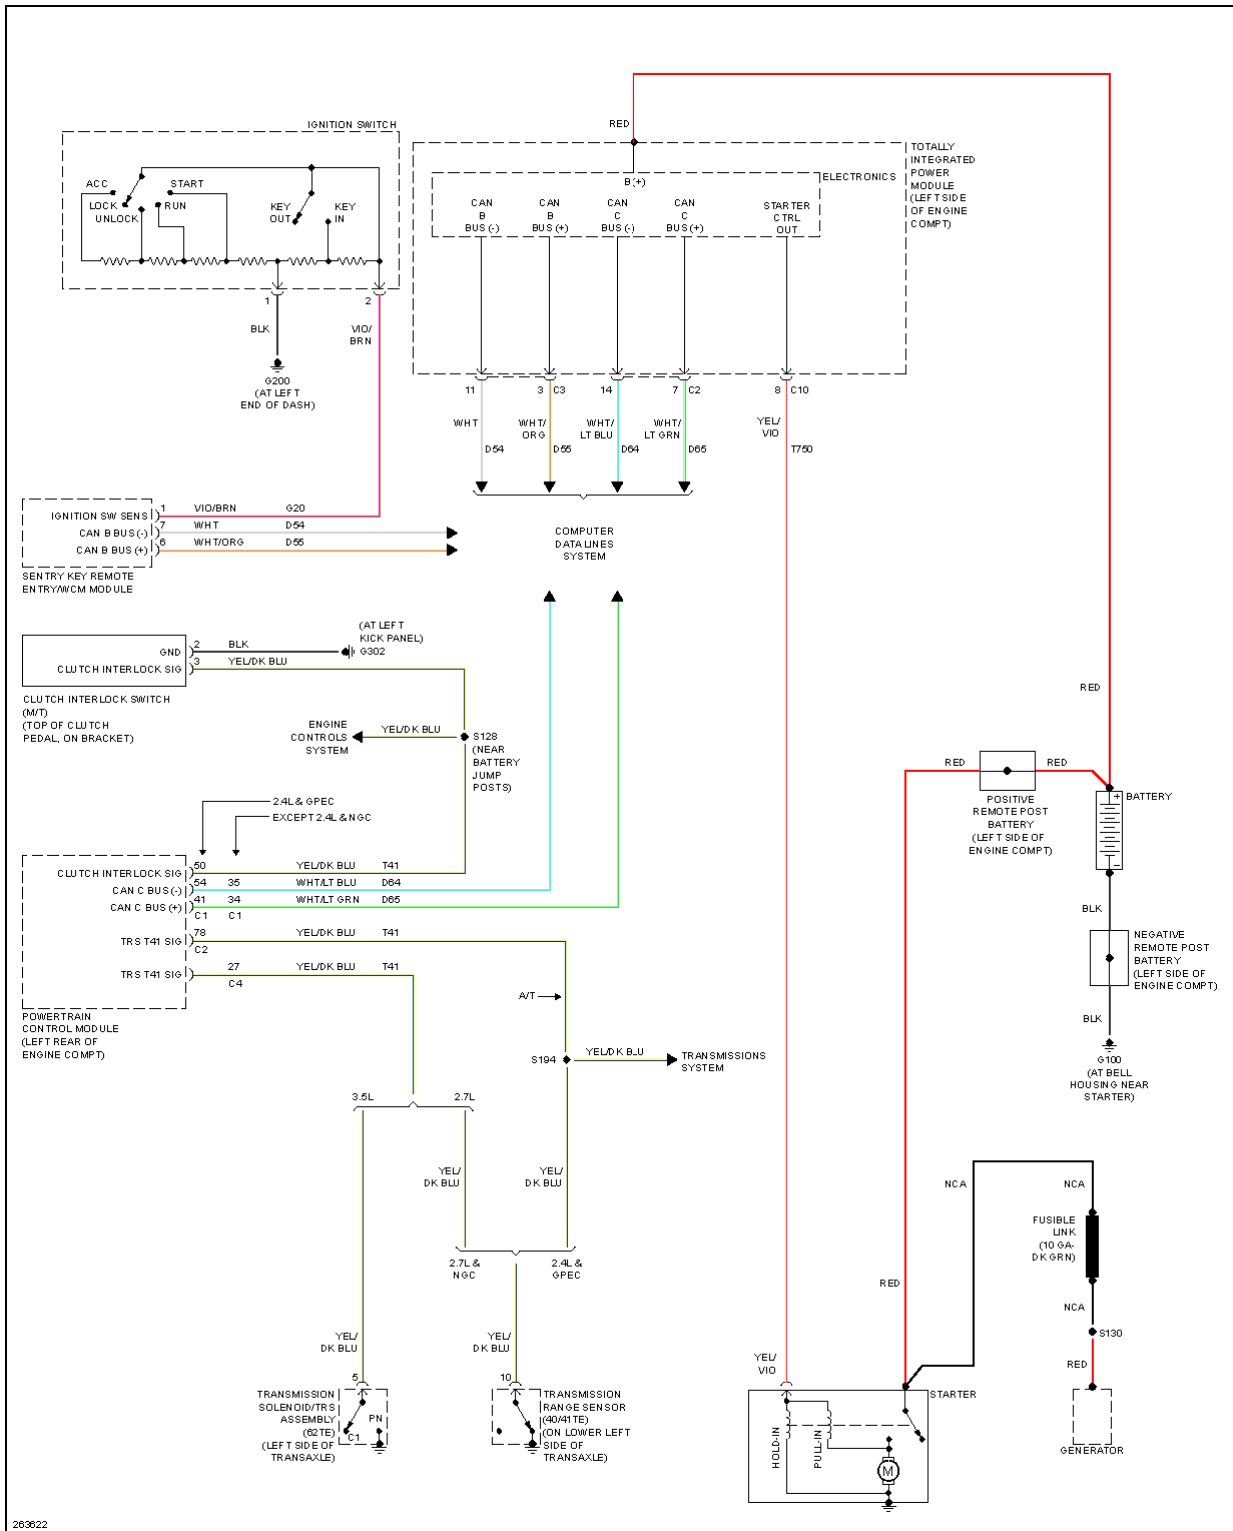 RED
IGNITION SWITCH
ACC
START
LOCK
RUN
UNLOCK
KEY
OUT
KEY
IN
1
2
BLK
VIO/
BRN
G200
(AT LEFT
END OF DASH)
TOTALLY
INTEGRATED
POWER
MODULE
(LEFT SIDE
OF ENGINE
COMPT)
B (+)
ELECTRONICS
CAN
B
BUS (-)
CAN
B
BUS (+)
CAN
C
BUS (-)
CAN
C
BUS (+)
STARTER
CTRL
OUT
11
3
C3
14
7
C2
8
C10
WHT
WHT/
ORG
WHT/
LT BLU
WHT/
LT GRN
YEL/
VIO
D54
D55
D64
D65
T750
IGNITION SW SENS
1
VIO/BRN
G20
CAN B BUS (-)
7
WHT
D54
CAN B BUS (+)
6
WHT/ORG
D55
SENTRY KEY REMOTE
ENTRY/WCM MODULE
COMPUTER
DATA LINES
SYSTEM
GND
2
BLK
CLUTCH INTERLOCK SIG
3
YEL/DK BLU
(AT LEFT
KICK PANEL)
G302
CLUTCH INTERLOCK SWITCH
(M/T)
(TOP OF CLUTCH
PEDAL, ON BRACKET)
ENGINE
CONTROLS
SYSTEM
YEL/DK BLU
S128
(NEAR
BATTERY
JUMP
POSTS)
RED
RED
RED
POSITIVE
REMOTE POST
BATTERY
(LEFT SIDE OF
ENGINE COMPT)
+
BATTERY
-
BLK
NEGATIVE
REMOTE POST
BATTERY
(LEFT SIDE OF
ENGINE COMPT)
BLK
G100
(AT BELL
HOUSING NEAR
STARTER)
2.4L & GPEC
EXCEPT 2.4L & NGC
CLUTCH INTERLOCK SIG
50
YEL/DK BLU
T41
CAN C BUS (-)
54
35
WHT/LT BLU
D64
CAN C BUS (+)
41
34
WHT/LT GRN
D65
C1
C1
TRS T41 SIG
78
YEL/DK BLU
T41
C2
TRS T41 SIG
27
YEL/DK BLU
T41
C4
POWERTRAIN
CONTROL MODULE
(LEFT REAR OF
ENGINE COMPT)
A/T
S194
YEL/DK BLU
TRANSMISSIONS
SYSTEM
3.5L
2.7L
YEL/
DK BLU
YEL/
DK BLU
2.7L &
NGC
2.4L &
GPEC
YEL/
DK BLU
YEL/
DK BLU
5
10
TRANSMISSION
SOLENOID/TRS
ASSEMBLY
(62TE)
(LEFT SIDE OF
TRANSAXLE)
PN
C1
TRANSMISSION
RANGE SENSOR
(40/41TE)
(ON LOWER LEFT
SIDE OF
TRANSAXLE)
YEL/
VIO
RED
STARTER
HOLD-IN
PULL-IN
M
NCA
NCA
FUSIBLE
LINK
(10 GA-
DK GRN)
NCA
S130
RED
GENERATOR
263622